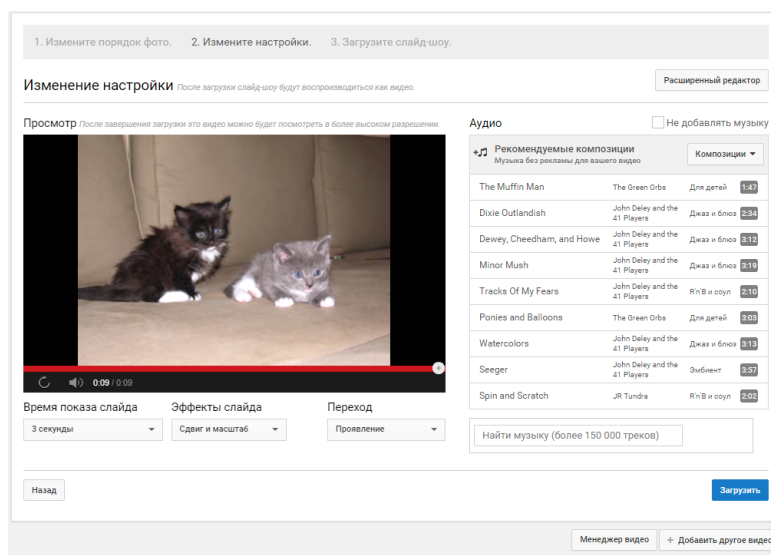 1. Измените порядок фото. 2. Измените настройки. 3. Загрузите слайд-шоу.
Изменение настройки После загрузки слайд-шоу будут воспроизводиться как видео.
Расширенный редактор
Просмотр После завершения загрузки это видео можно будет посмотреть в более высоком разрешении.
0:09 / 0:09
Время показа слайда Эффекты слайда Переход
3 секунды Сдвиг и масштаб Проявление
Аудио Не добавлять музыку
Рекомендуемые композиции
Музыка без рекламы для вашего видео
Композиции
The Muffin Man The Green Orbs Для детей 1:47
Dixie Outlandish John Deley and the 41 Players Джаз и блюз 2:34
Dewey, Cheedham, and Howe John Deley and the 41 Players Джаз и блюз 3:12
Minor Mush John Deley and the 41 Players Джаз и блюз 3:19
Tracks Of My Fears John Deley and the 41 Players R'n'B и соул 2:10
Ponies and Balloons The Green Orbs Для детей 3:03
Watercolors John Deley and the 41 Players Джаз и блюз 3:13
Seeger John Deley and the 41 Players Эмбиент 3:57
Spin and Scratch JR Tundra R'n'B и соул 2:02
Найти музыку (более 150 000 треков)
Назад Загрузить
Менеджер видео + Добавить другое видео